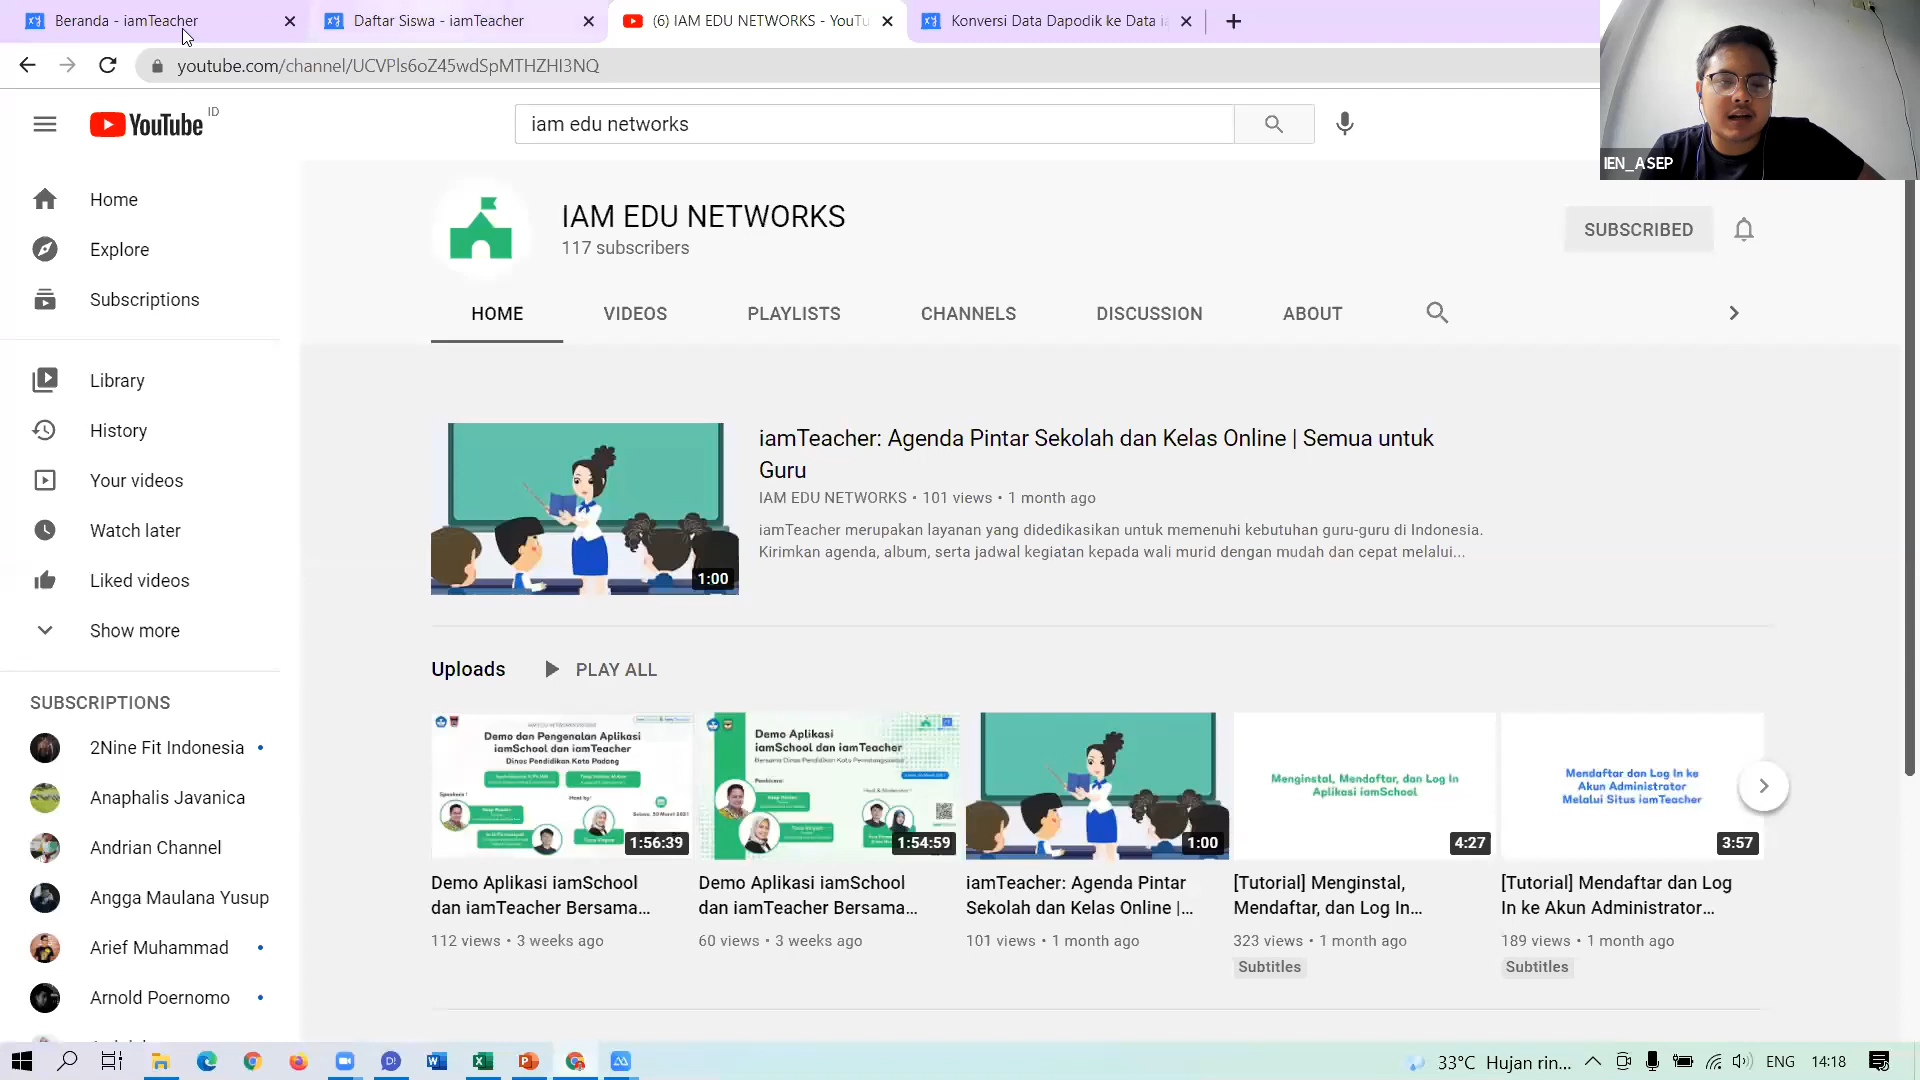 Beranda - iamTeacher
Daftar Siswa - iamTeacher
(6) IAM EDU NETWORKS - YouTu
Konversi Data Dapodik ke Data ia
youtube.com/channel/UCVPls6oZ45wdSpMTHZHI3NQ
IEN_ASEP
YouTube ID
iam edu networks
Home
Explore
Subscriptions
Library
History
Your videos
Watch later
Liked videos
Show more
SUBSCRIPTIONS
2Nine Fit Indonesia
Anaphalis Javanica
Andrian Channel
Angga Maulana Yusup
Arief Muhammad
Arnold Poernomo
IAM EDU NETWORKS
117 subscribers
SUBSCRIBED
HOME
VIDEOS
PLAYLISTS
CHANNELS
DISCUSSION
ABOUT
1:00
iamTeacher: Agenda Pintar Sekolah dan Kelas Online | Semua untuk
Guru
IAM EDU NETWORKS • 101 views • 1 month ago
iamTeacher merupakan layanan yang didedikasikan untuk memenuhi kebutuhan guru-guru di Indonesia.
Kirimkan agenda, album, serta jadwal kegiatan kepada wali murid dengan mudah dan cepat melalui...
Uploads
PLAY ALL
Demo dan Pengenalan Aplikasi
iamSchool dan iamTeacher
Dinas Pendidikan Kota Padang
1:56:39
Demo Aplikasi iamSchool
dan iamTeacher Bersama...
112 views • 3 weeks ago
Demo Aplikasi
iamSchool dan iamTeacher
1:54:59
Demo Aplikasi iamSchool
dan iamTeacher Bersama...
60 views • 3 weeks ago
1:00
iamTeacher: Agenda Pintar
Sekolah dan Kelas Online |...
101 views • 1 month ago
Menginstal, Mendaftar, dan Log In
Aplikasi iamSchool
4:27
[Tutorial] Menginstal,
Mendaftar, dan Log In...
323 views • 1 month ago
Subtitles
Mendaftar dan Log In ke
Akun Administrator
Melalui Situs iamTeacher
3:57
[Tutorial] Mendaftar dan Log
In ke Akun Administrator...
189 views • 1 month ago
Subtitles
33°C Hujan rin...
ENG
14:18